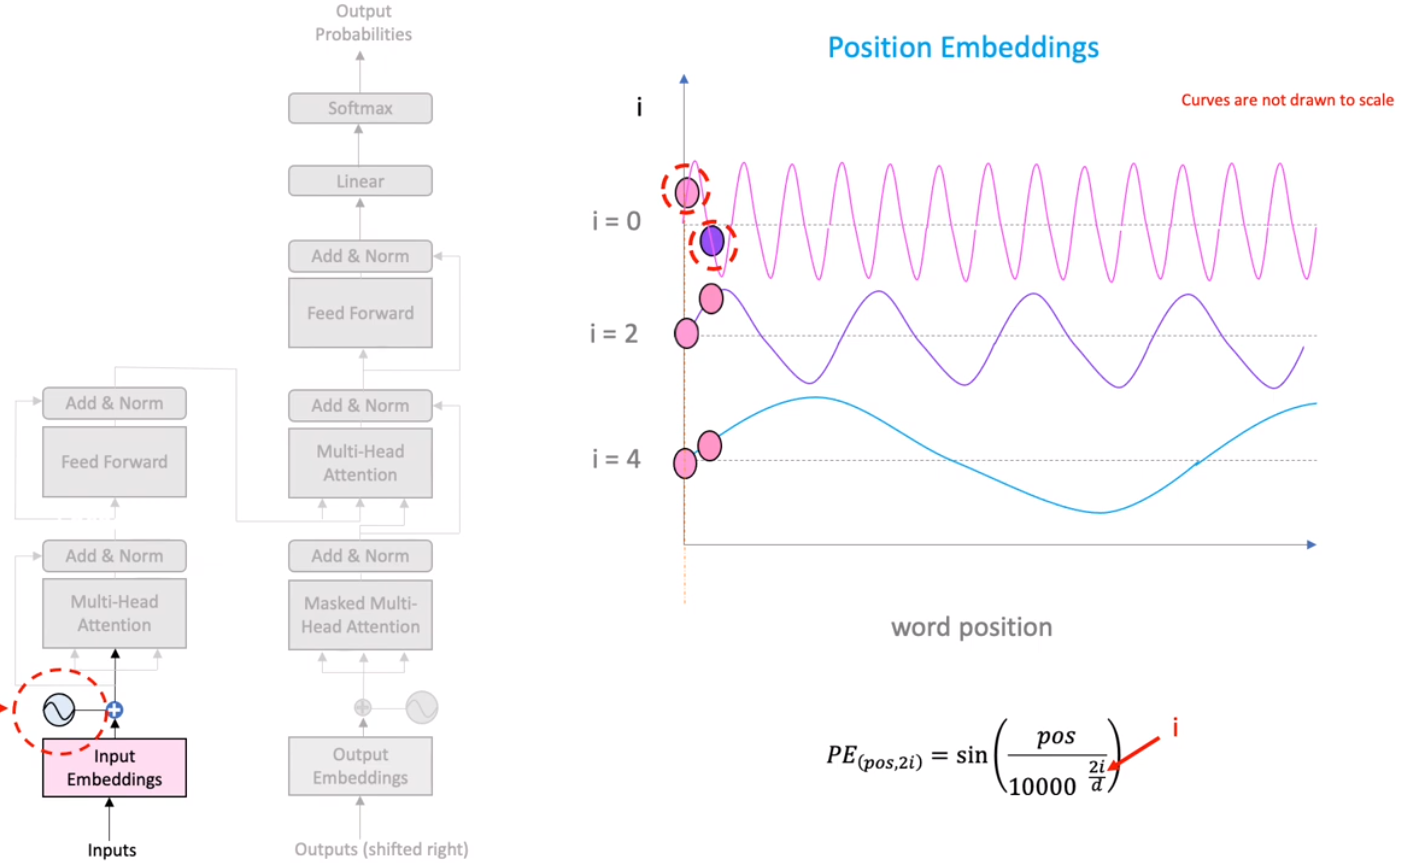 Output
Probabilities
Softmax
Linear
Add & Norm
Feed Forward
Add & Norm
Multi-Head
Attention
Add & Norm
Masked Multi-
Head Attention
Output
Embeddings
Outputs (shifted right)
Add & Norm
Feed Forward
Add & Norm
Multi-Head
Attention
Input
Embeddings
Inputs
Position Embeddings
Curves are not drawn to scale
i
i = 0
i = 2
i = 4
word position
PE(pos,2i) = sin(pos / 10000^(2i/d))
i